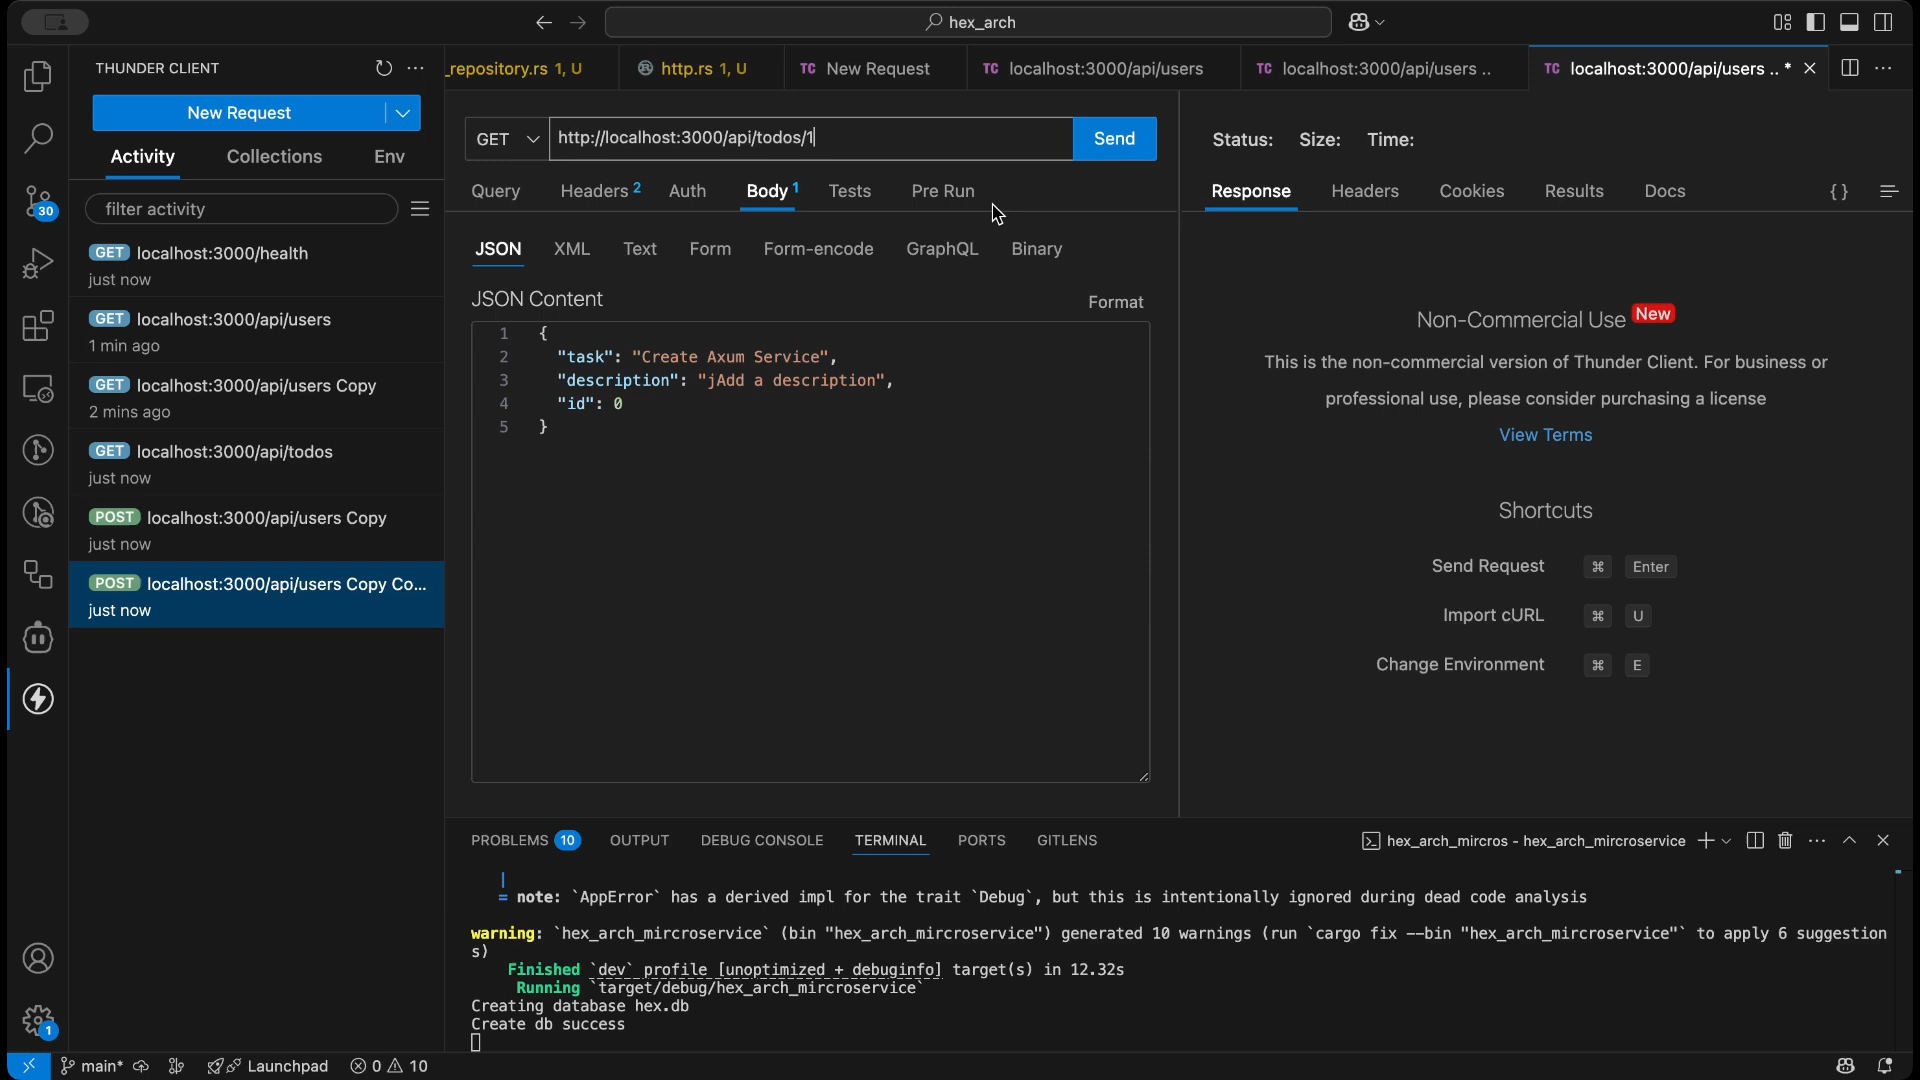 hex_arch
THUNDER CLIENT
_repository.rs 1, U
http.rs 1, U
TC New Request
TC localhost:3000/api/users
TC localhost:3000/api/users ..
TC localhost:3000/api/users .. *
New Request
Activity
Collections
Env
filter activity
GET localhost:3000/health
just now
GET localhost:3000/api/users
1 min ago
GET localhost:3000/api/users Copy
2 mins ago
GET localhost:3000/api/todos
just now
POST localhost:3000/api/users Copy
just now
POST localhost:3000/api/users Copy Co...
just now
30
1
GET
http://localhost:3000/api/todos/1
Send
Query
Headers 2
Auth
Body 1
Tests
Pre Run
JSON
XML
Text
Form
Form-encode
GraphQL
Binary
JSON Content
Format
1 {
2 "task": "Create Axum Service",
3 "description": "jAdd a description",
4 "id": 0
5 }
Status: Size: Time:
Response
Headers
Cookies
Results
Docs
{ }
Non-Commercial Use New
This is the non-commercial version of Thunder Client. For business or
professional use, please consider purchasing a license
View Terms
Shortcuts
Send Request ⌘ Enter
Import cURL ⌘ U
Change Environment ⌘ E
PROBLEMS 10
OUTPUT
DEBUG CONSOLE
TERMINAL
PORTS
GITLENS
hex_arch_mircros - hex_arch_mircroservice
|
= note: `AppError` has a derived impl for the trait `Debug`, but this is intentionally ignored during dead code analysis
warning: `hex_arch_mircroservice` (bin "hex_arch_mircroservice") generated 10 warnings (run `cargo fix --bin "hex_arch_mircroservice"` to apply 6 suggestion
s)
Finished `dev` profile [unoptimized + debuginfo] target(s) in 12.32s
Running `target/debug/hex_arch_mircroservice`
Creating database hex.db
Create db success
main*
Launchpad
0
10